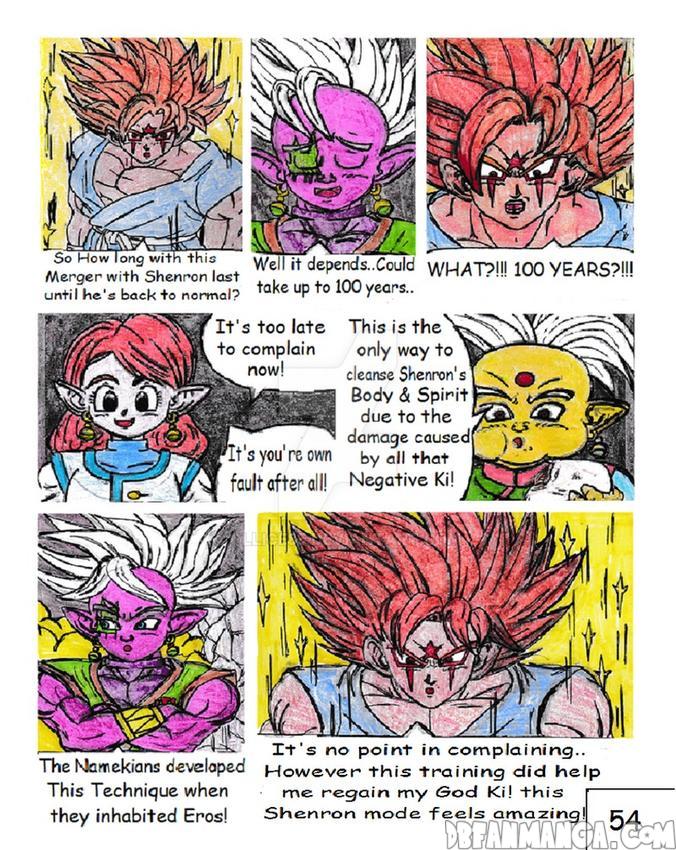 So How long with this
Merger with Shenron last
until he's back to normal?
Well it depends..Could
take up to 100 years..
WHAT?!!! 100 YEARS?!!!
It's too late
to complain
now!
It's you're own
fault after all!
This is the
only way to
cleanse Shenron's
Body & Spirit
due to the
damage caused
by all that
Negative Ki!
The Namekians developed
This Technique when
they inhabited Eros!
It's no point in complaining..
However this training did help
me regain my God Ki! this
Shenron mode feels amazing!
54
DBFANMANGA.COM